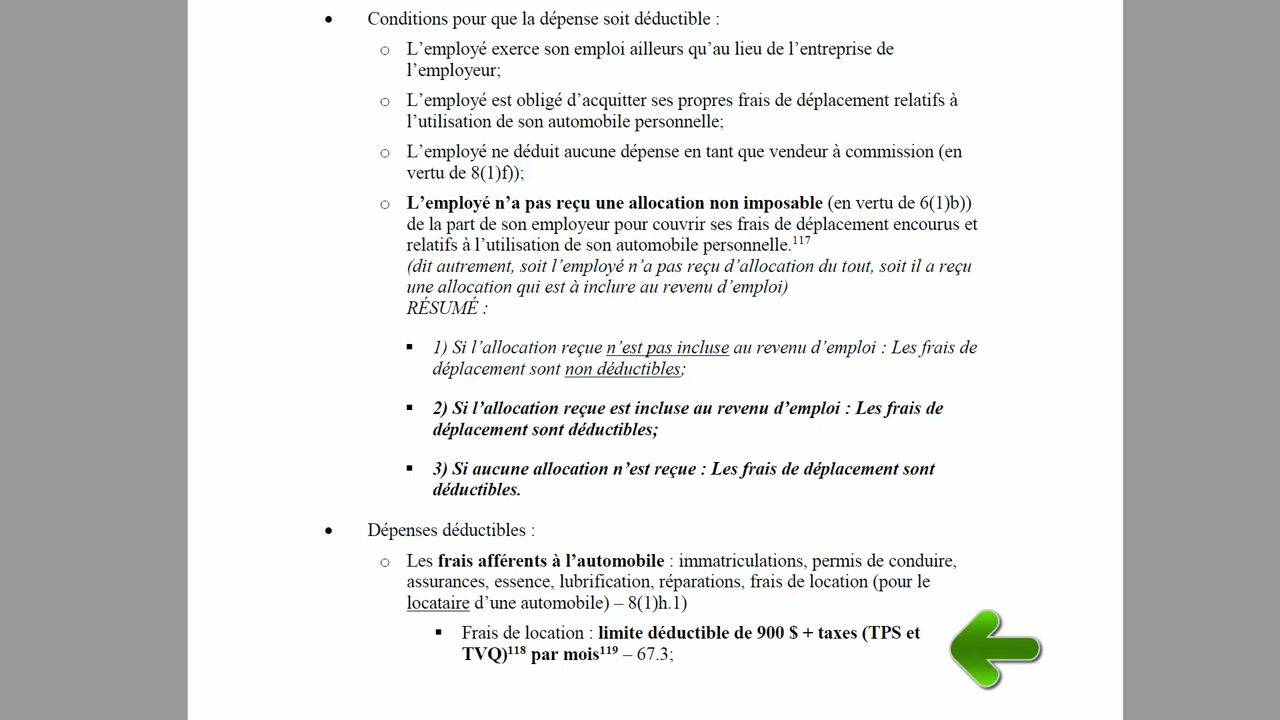 • Conditions pour que la dépense soit déductible :
o L’employé exerce son emploi ailleurs qu’au lieu de l’entreprise de
l’employeur;
o L’employé est obligé d’acquitter ses propres frais de déplacement relatifs à
l’utilisation de son automobile personnelle;
o L’employé ne déduit aucune dépense en tant que vendeur à commission (en
vertu de 8(1)f));
o L’employé n’a pas reçu une allocation non imposable (en vertu de 6(1)b))
de la part de son employeur pour couvrir ses frais de déplacement encourus et
relatifs à l’utilisation de son automobile personnelle.117
(dit autrement, soit l’employé n’a pas reçu d’allocation du tout, soit il a reçu
une allocation qui est à inclure au revenu d’emploi)
RÉSUMÉ :
▪ 1) Si l’allocation reçue n’est pas incluse au revenu d’emploi : Les frais de
déplacement sont non déductibles;
▪ 2) Si l’allocation reçue est incluse au revenu d’emploi : Les frais de
déplacement sont déductibles;
▪ 3) Si aucune allocation n’est reçue : Les frais de déplacement sont
déductibles.
• Dépenses déductibles :
o Les frais afférents à l’automobile : immatriculations, permis de conduire,
assurances, essence, lubrification, réparations, frais de location (pour le
locataire d’une automobile) – 8(1)h.1)
▪ Frais de location : limite déductible de 900 $ + taxes (TPS et
TVQ)118 par mois119 – 67.3;